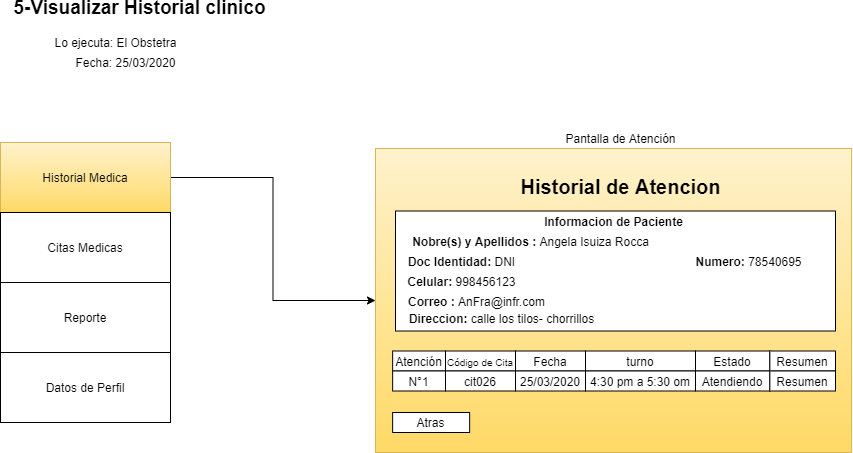 5-Visualizar Historial clinico
Lo ejecuta: El Obstetra
Fecha: 25/03/2020
Historial Medica
Citas Medicas
Reporte
Datos de Perfil
Pantalla de Atención
Historial de Atencion
Informacion de Paciente
Nobre(s) y Apellidos : Angela Isuiza Rocca
Doc Identidad: DNI Numero: 78540695
Celular: 998456123
Correo : AnFra@infr.com
Direccion: calle los tilos- chorrillos
Atención Código de Cita Fecha turno Estado Resumen
N°1 cit026 25/03/2020 4:30 pm a 5:30 om Atendiendo Resumen
Atras